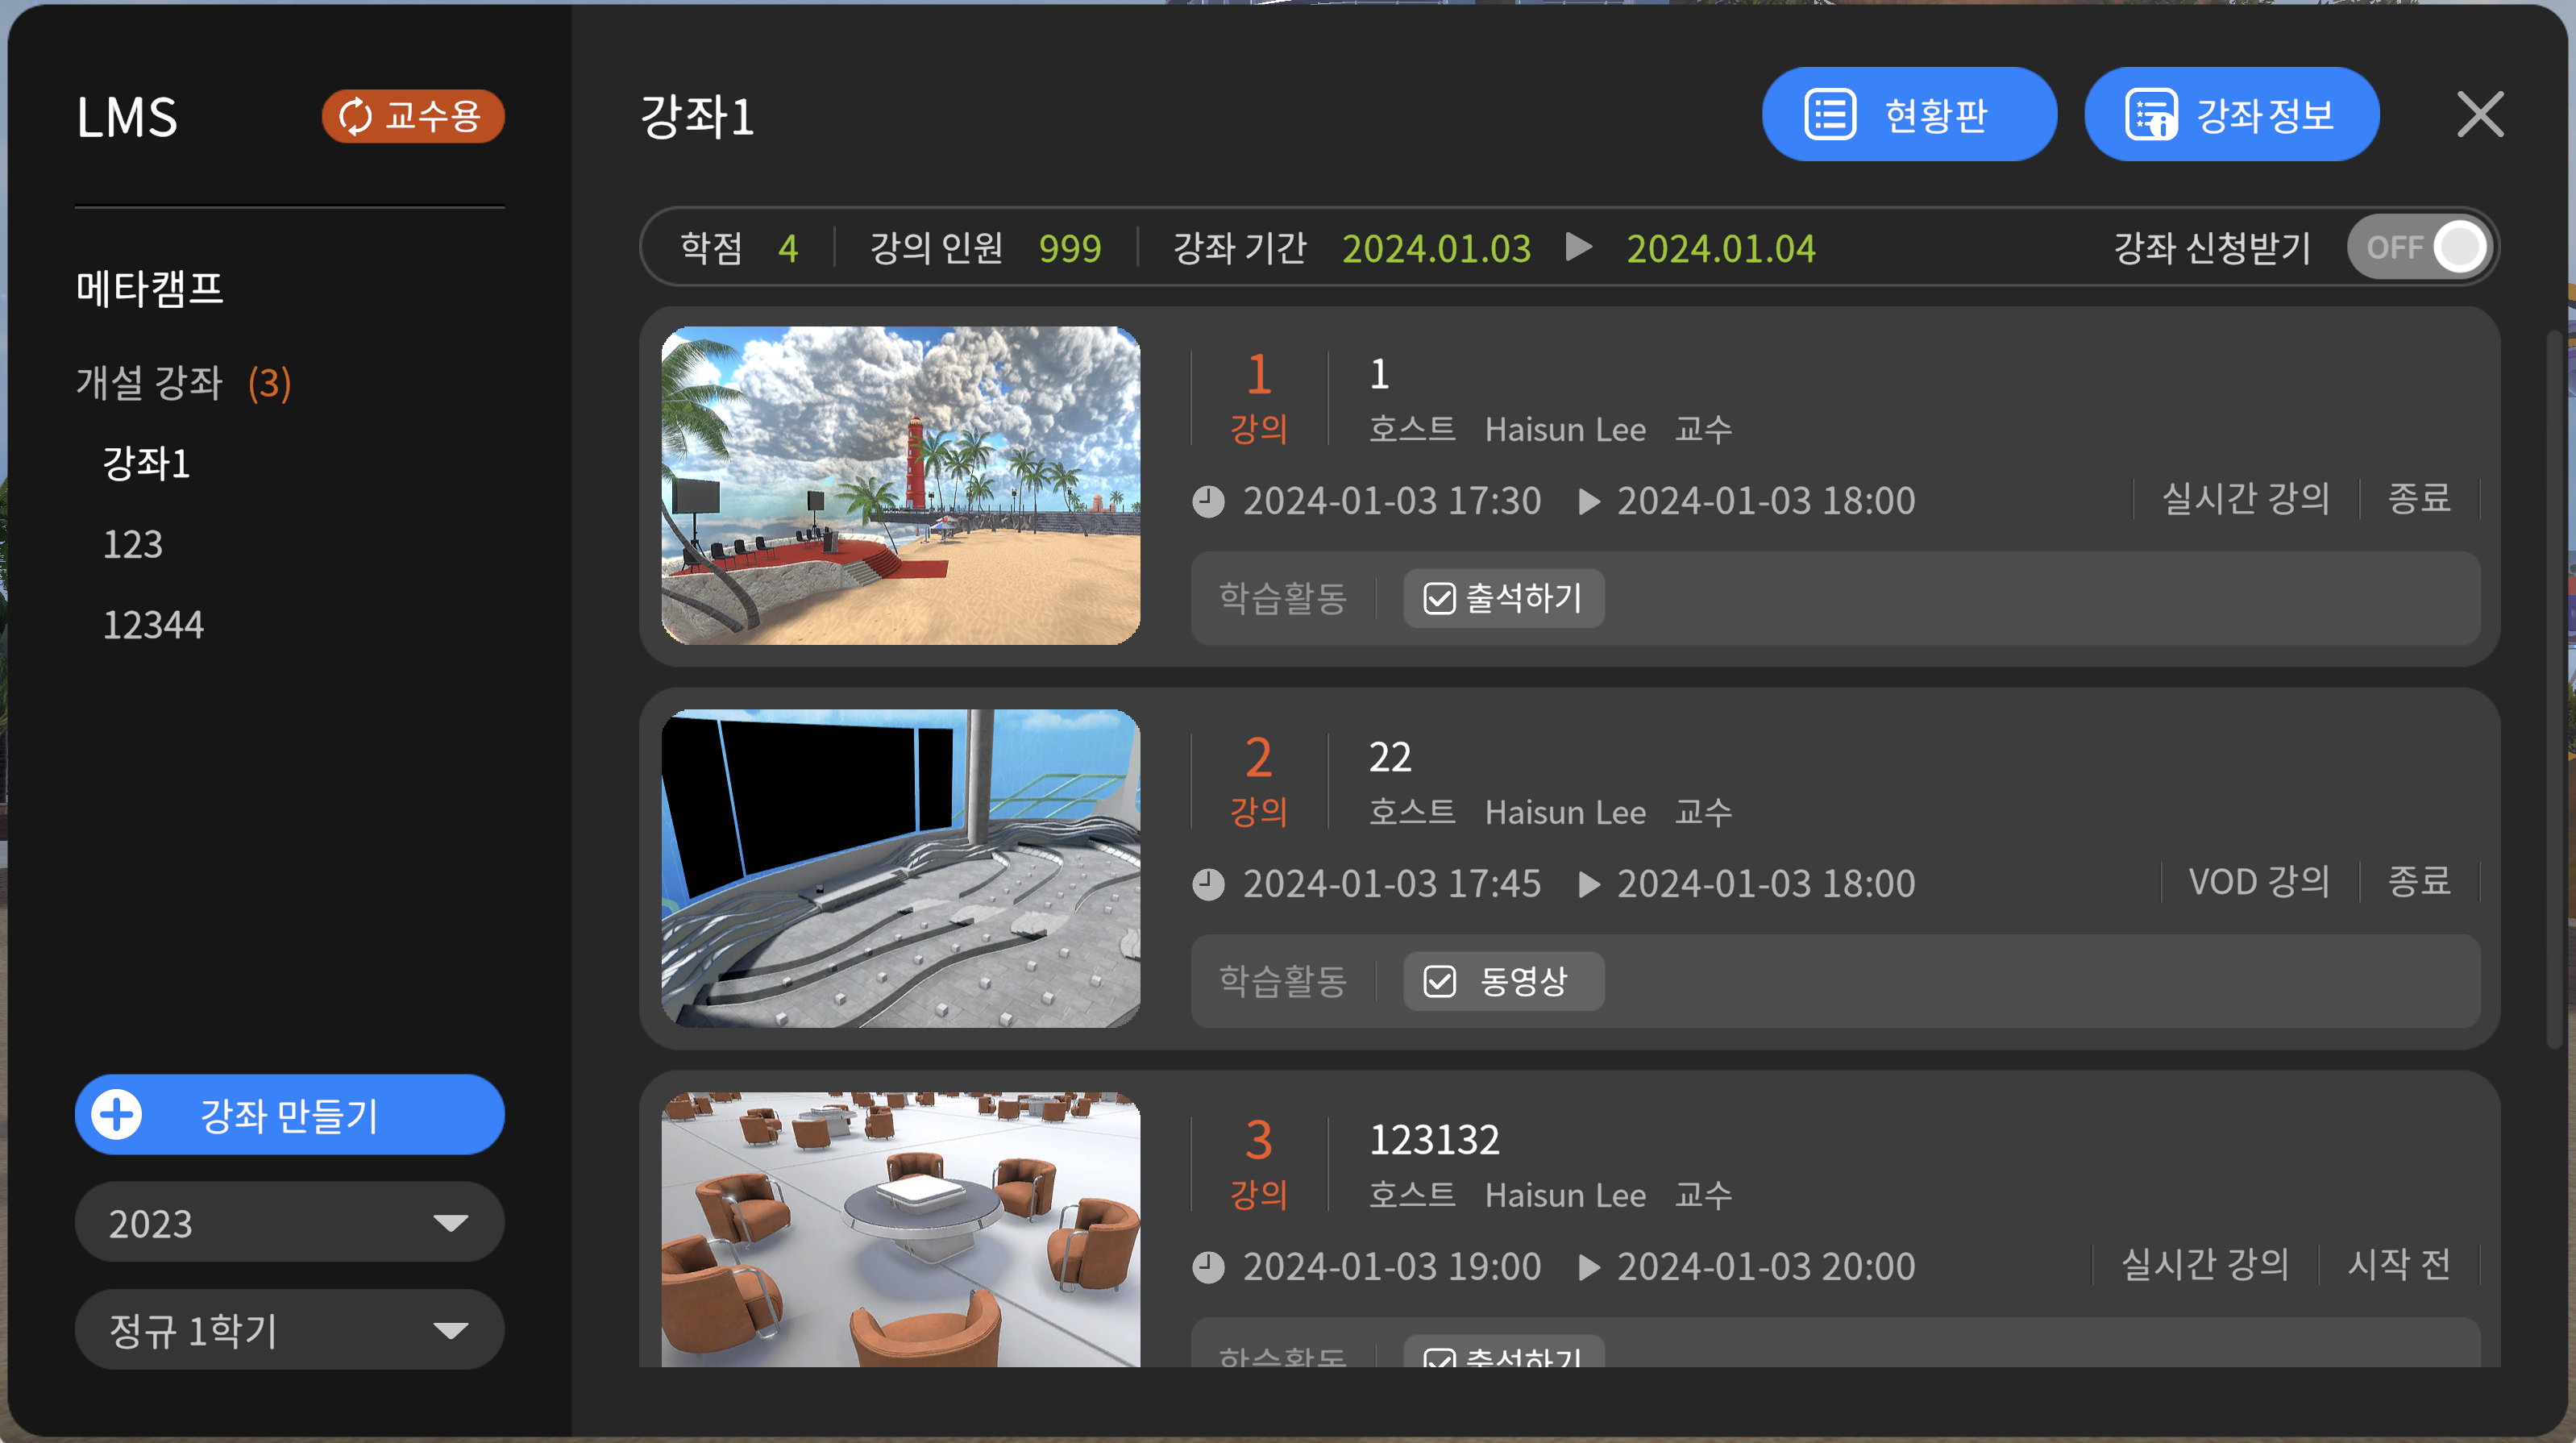 LMS
교수용
메타캠프
개설 강좌 (3)
강좌1
123
12344
강좌 만들기
2023
정규 1학기
강좌1
현황판
강좌 정보
학점 4 강의 인원 999 강좌 기간 2024.01.03 2024.01.04 강좌 신청받기 OFF
1 강의
1
호스트 Haisun Lee 교수
2024-01-03 17:30 2024-01-03 18:00 실시간 강의 종료
학습활동 출석하기
2 강의
22
호스트 Haisun Lee 교수
2024-01-03 17:45 2024-01-03 18:00 VOD 강의 종료
학습활동 동영상
3 강의
123132
호스트 Haisun Lee 교수
2024-01-03 19:00 2024-01-03 20:00 실시간 강의 시작 전
학습활동 출석하기